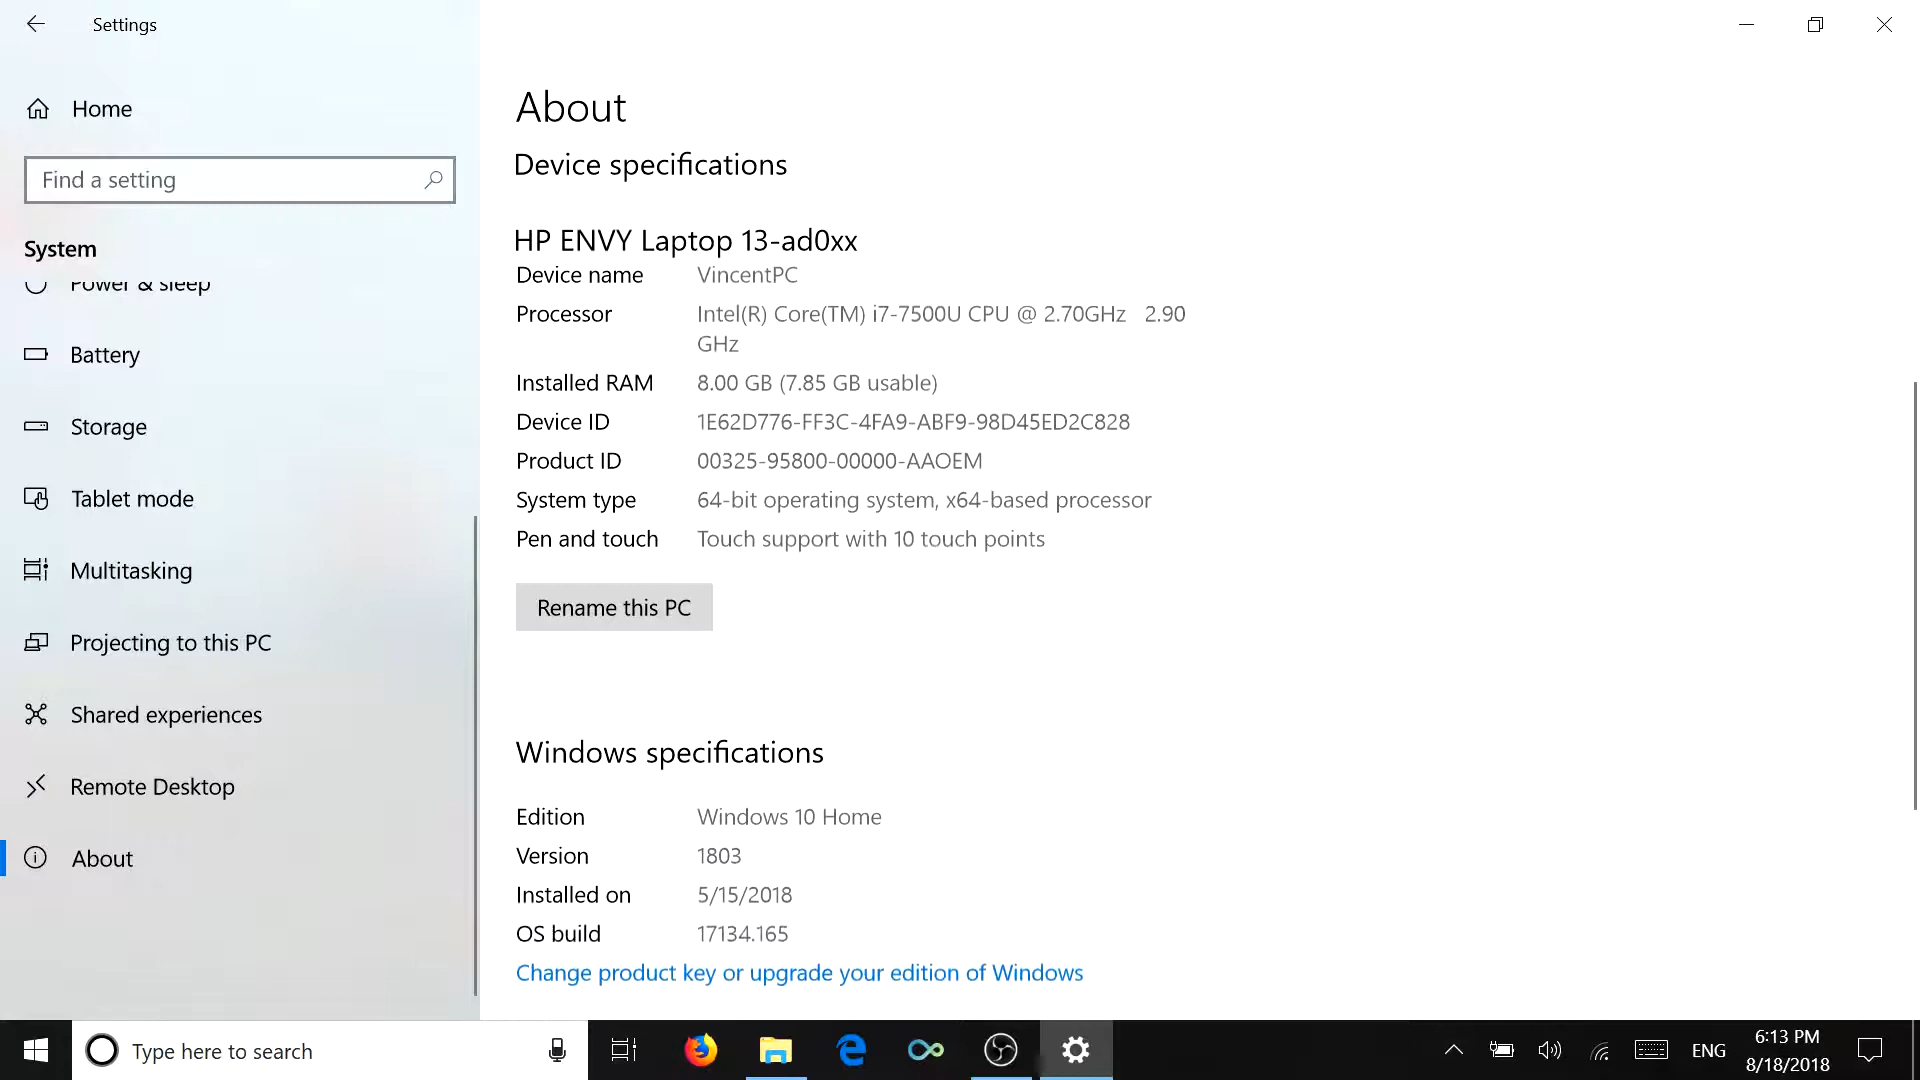 Settings
Home
Find a setting
System
Power & sleep
Battery
Storage
Tablet mode
Multitasking
Projecting to this PC
Shared experiences
Remote Desktop
About
About
Device specifications
HP ENVY Laptop 13-ad0xx
Device name VincentPC
Processor Intel(R) Core(TM) i7-7500U CPU @ 2.70GHz 2.90
GHz
Installed RAM 8.00 GB (7.85 GB usable)
Device ID 1E62D776-FF3C-4FA9-ABF9-98D45ED2C828
Product ID 00325-95800-00000-AAOEM
System type 64-bit operating system, x64-based processor
Pen and touch Touch support with 10 touch points
Rename this PC
Windows specifications
Edition Windows 10 Home
Version 1803
Installed on 5/15/2018
OS build 17134.165
Change product key or upgrade your edition of Windows
Type here to search
ENG
6:13 PM
8/18/2018